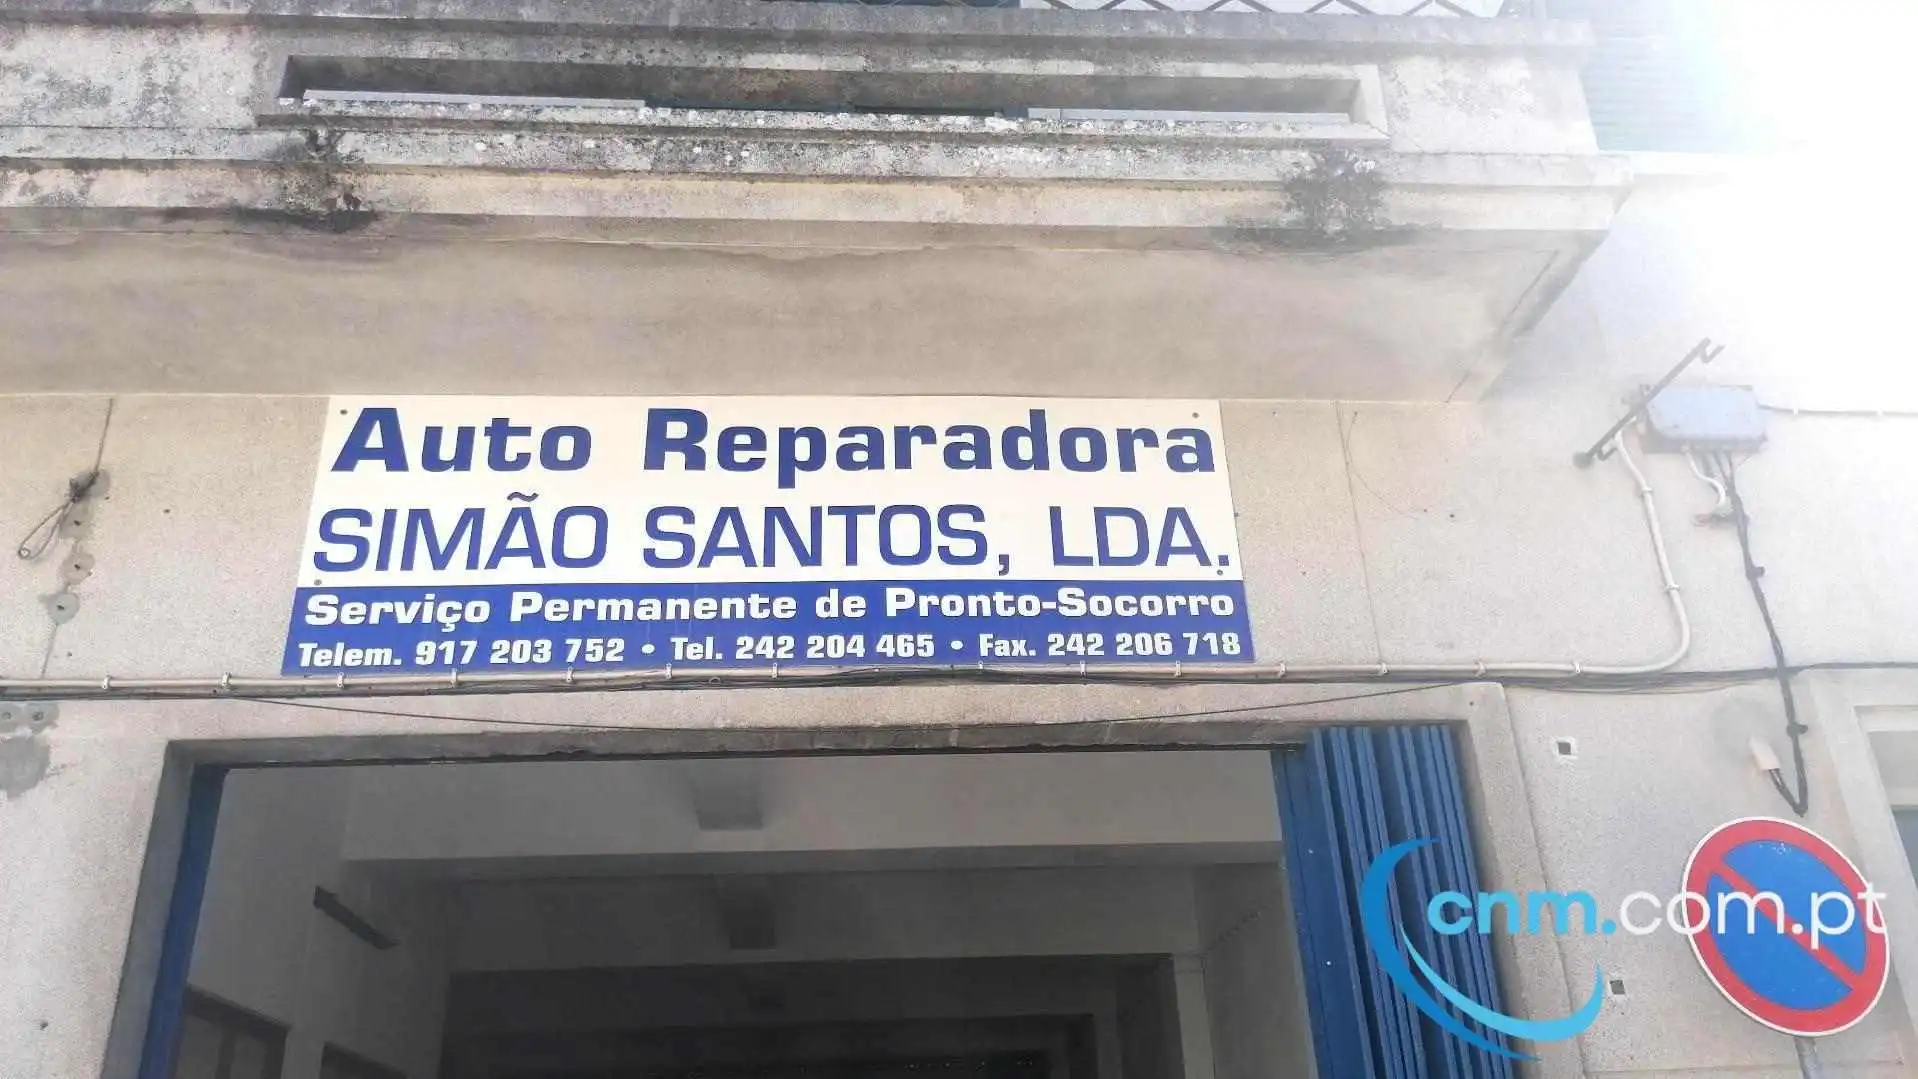 Auto Reparadora
SIMÃO SANTOS, LDA.
Serviço Permanente de Pronto-Socorro
Telem. 917 203 752 • Tel. 242 204 465 • Fax. 242 206 718
cnm.com.pt